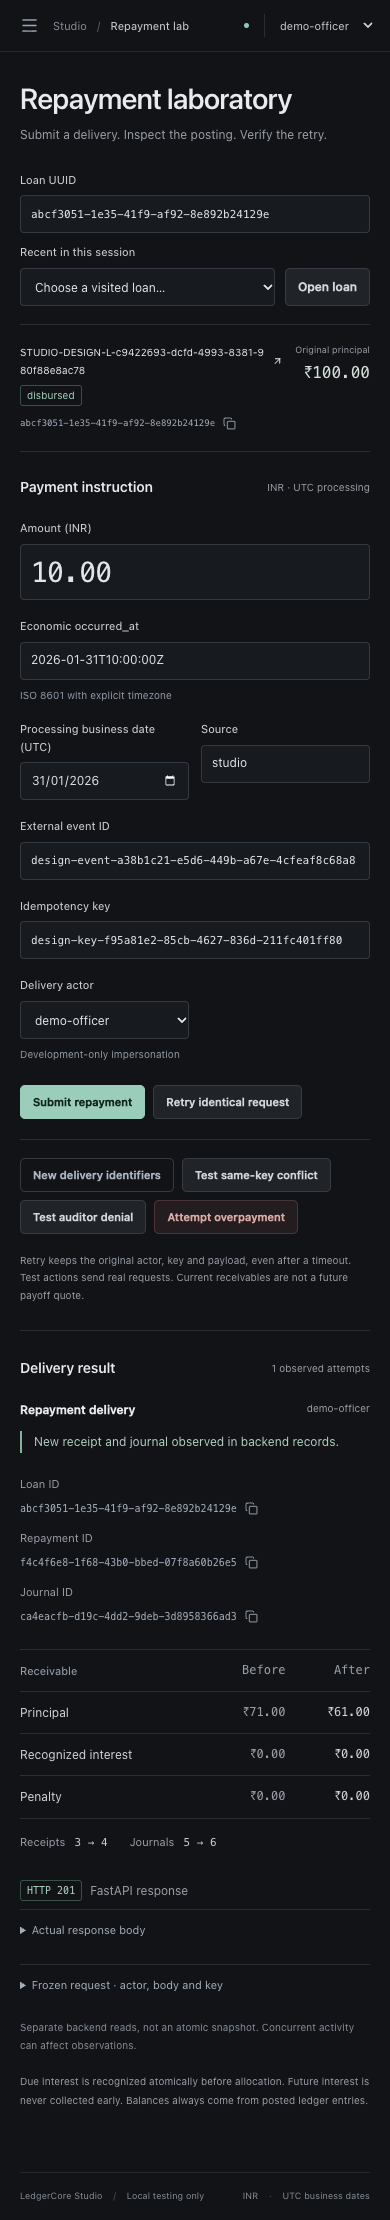 Studio / Repayment lab demo-officer
Repayment laboratory
Submit a delivery. Inspect the posting. Verify the retry.
Loan UUID
abcf3051-1e35-41f9-af92-8e892b24129e
Recent in this session
Choose a visited loan... Open loan
STUDIO-DESIGN-L-c9422693-dcfd-4993-8381-9 Original principal
80f88e8ac78 ₹100.00
disbursed
abcf3051-1e35-41f9-af92-8e892b24129e
Payment instruction INR · UTC processing
Amount (INR)
10.00
Economic occurred_at
2026-01-31T10:00:00Z
ISO 8601 with explicit timezone
Processing business date Source
(UTC) studio
31/01/2026
External event ID
design-event-a38b1c21-e5d6-449b-a67e-4cfeaf8c68a8
Idempotency key
design-key-f95a81e2-85cb-4627-836d-211fc401ff80
Delivery actor
demo-officer
Development-only impersonation
Submit repayment Retry identical request
New delivery identifiers Test same-key conflict
Test auditor denial Attempt overpayment
Retry keeps the original actor, key and payload, even after a timeout.
Test actions send real requests. Current receivables are not a future
payoff quote.
Delivery result 1 observed attempts
Repayment delivery demo-officer
New receipt and journal observed in backend records.
Loan ID
abcf3051-1e35-41f9-af92-8e892b24129e
Repayment ID
f4c4f6e8-1f68-43b0-bbed-07f8a60b26e5
Journal ID
ca4eacfb-d19c-4dd2-9deb-3d8958366ad3
Receivable Before After
Principal ₹71.00 ₹61.00
Recognized interest ₹0.00 ₹0.00
Penalty ₹0.00 ₹0.00
Receipts 3 → 4 Journals 5 → 6
HTTP 201 FastAPI response
Actual response body
Frozen request · actor, body and key
Separate backend reads, not an atomic snapshot. Concurrent activity
can affect observations.
Due interest is recognized atomically before allocation. Future interest is
never collected early. Balances always come from posted ledger entries.
LedgerCore Studio / Local testing only INR · UTC business dates